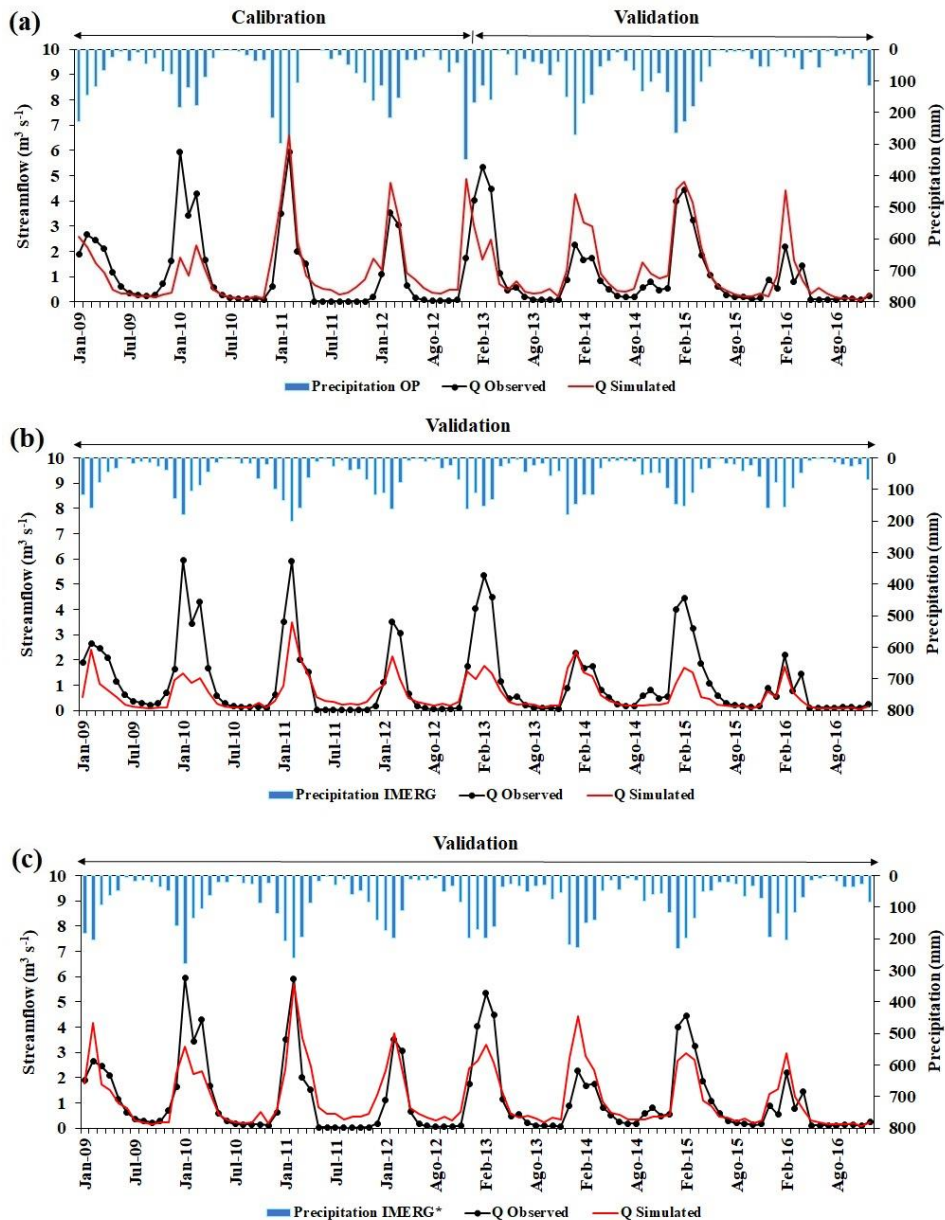 (a)
Calibration
Validation
Streamflow (m³ s⁻¹)
10
9
8
7
6
5
4
3
2
1
0
0
100
200
300
400
500
600
700
800
Precipitation (mm)
Jan-09
Jul-09
Jan-10
Jul-10
Jan-11
Jul-11
Jan-12
Ago-12
Feb-13
Ago-13
Feb-14
Ago-14
Feb-15
Ago-15
Feb-16
Ago-16
Precipitation OP
Q Observed
Q Simulated
(b)
Validation
Streamflow (m³ s⁻¹)
10
9
8
7
6
5
4
3
2
1
0
0
100
200
300
400
500
600
700
800
Precipitation (mm)
Jan-09
Jul-09
Jan-10
Jul-10
Jan-11
Jul-11
Jan-12
Ago-12
Feb-13
Ago-13
Feb-14
Ago-14
Feb-15
Ago-15
Feb-16
Ago-16
Precipitation IMERG
Q Observed
Q Simulated
(c)
Validation
Streamflow (m³ s⁻¹)
10
9
8
7
6
5
4
3
2
1
0
0
100
200
300
400
500
600
700
800
Precipitation (mm)
Jan-09
Jul-09
Jan-10
Jul-10
Jan-11
Jul-11
Jan-12
Ago-12
Feb-13
Ago-13
Feb-14
Ago-14
Feb-15
Ago-15
Feb-16
Ago-16
Precipitation IMERG*
Q Observed
Q Simulated